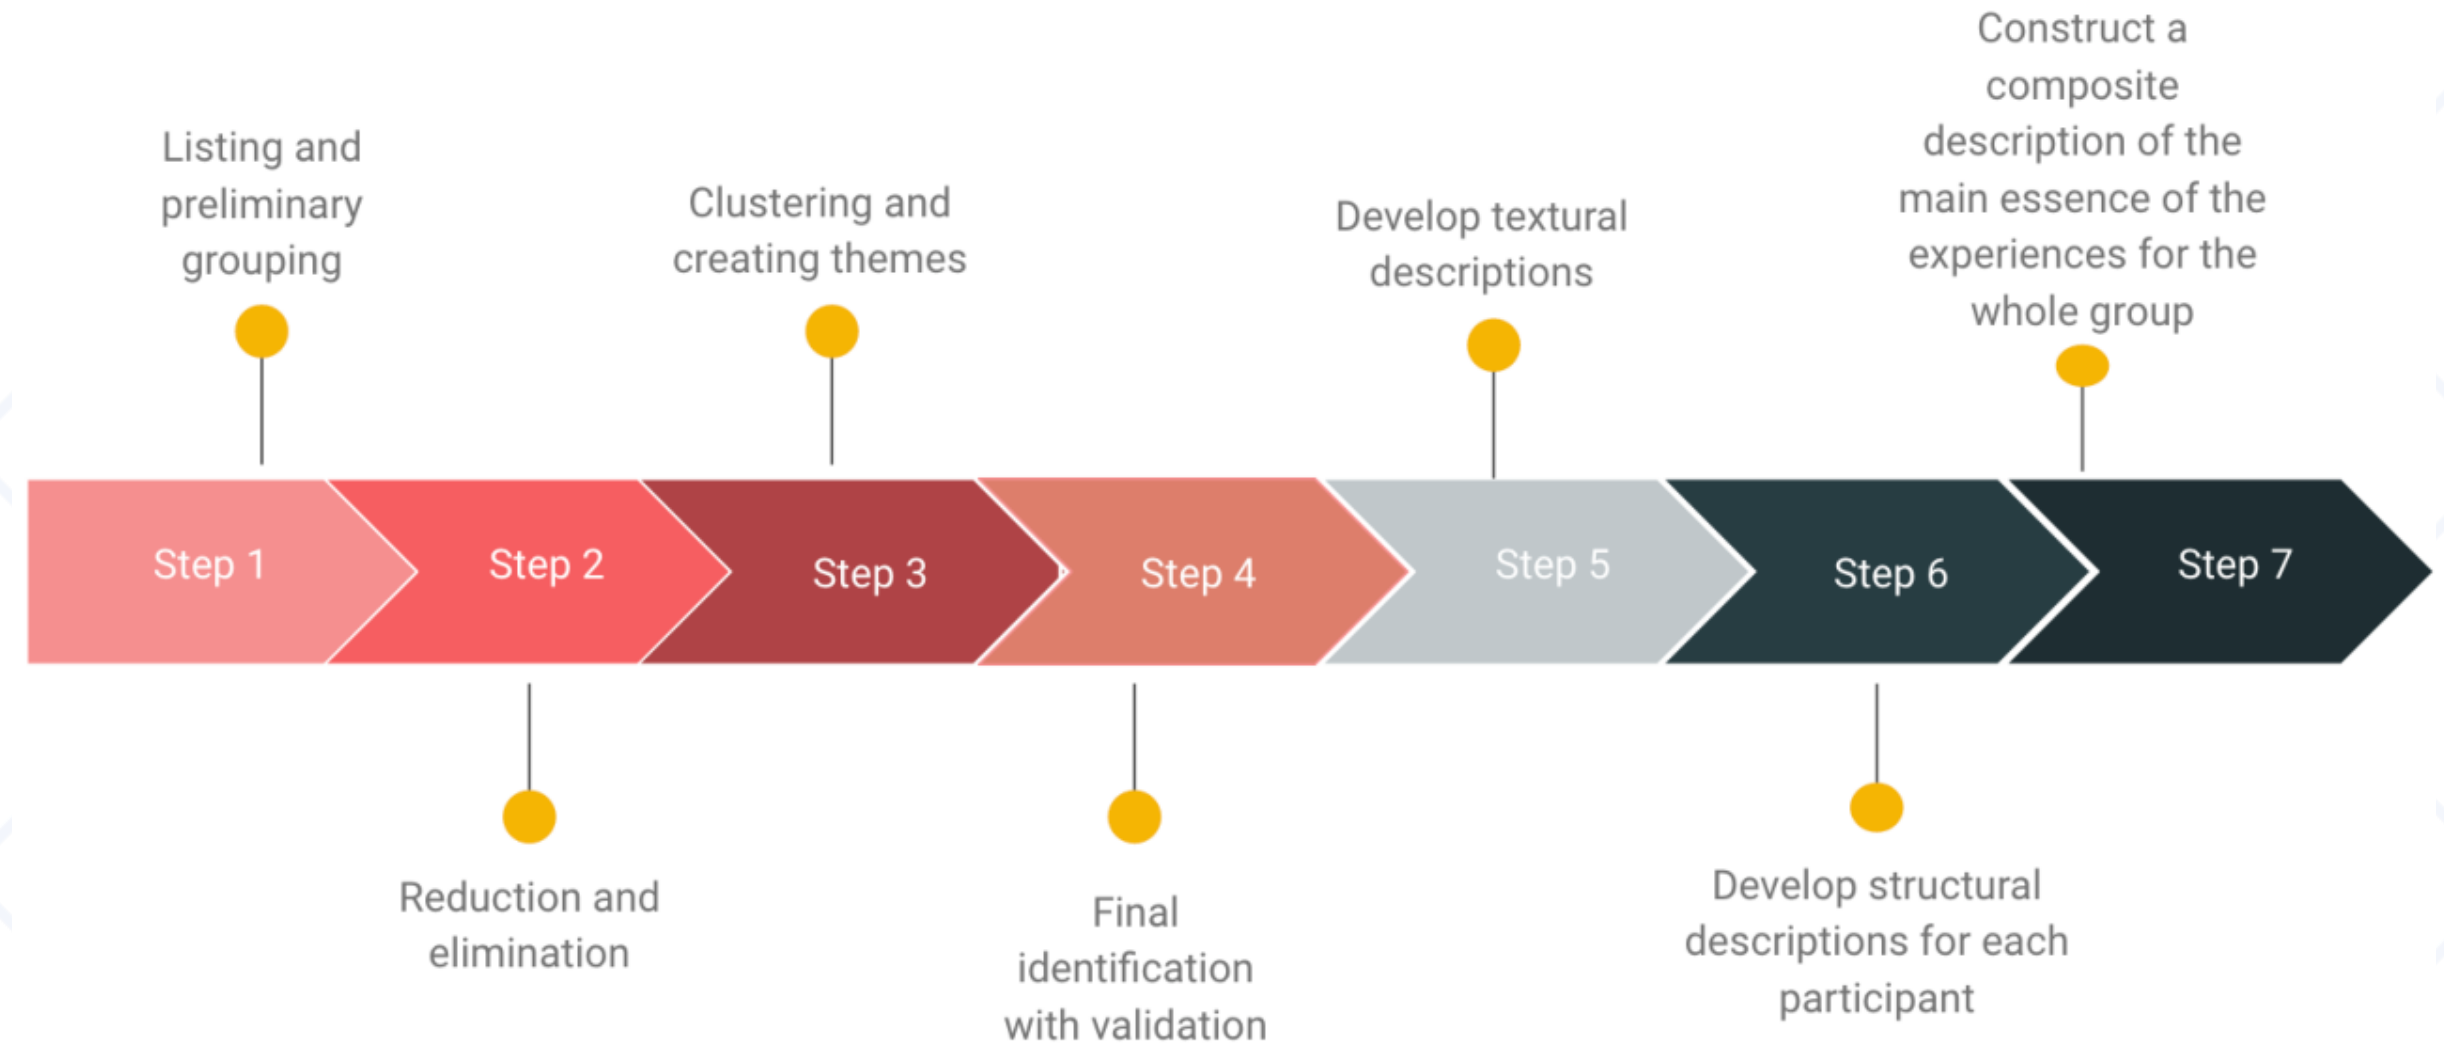 Listing and
preliminary
grouping
Clustering and
creating themes
Develop textural
descriptions
Construct a
composite
description of the
main essence of the
experiences for the
whole group
Step 1
Step 2
Step 3
Step 4
Step 5
Step 6
Step 7
Reduction and
elimination
Final
identification
with validation
Develop structural
descriptions for each
participant